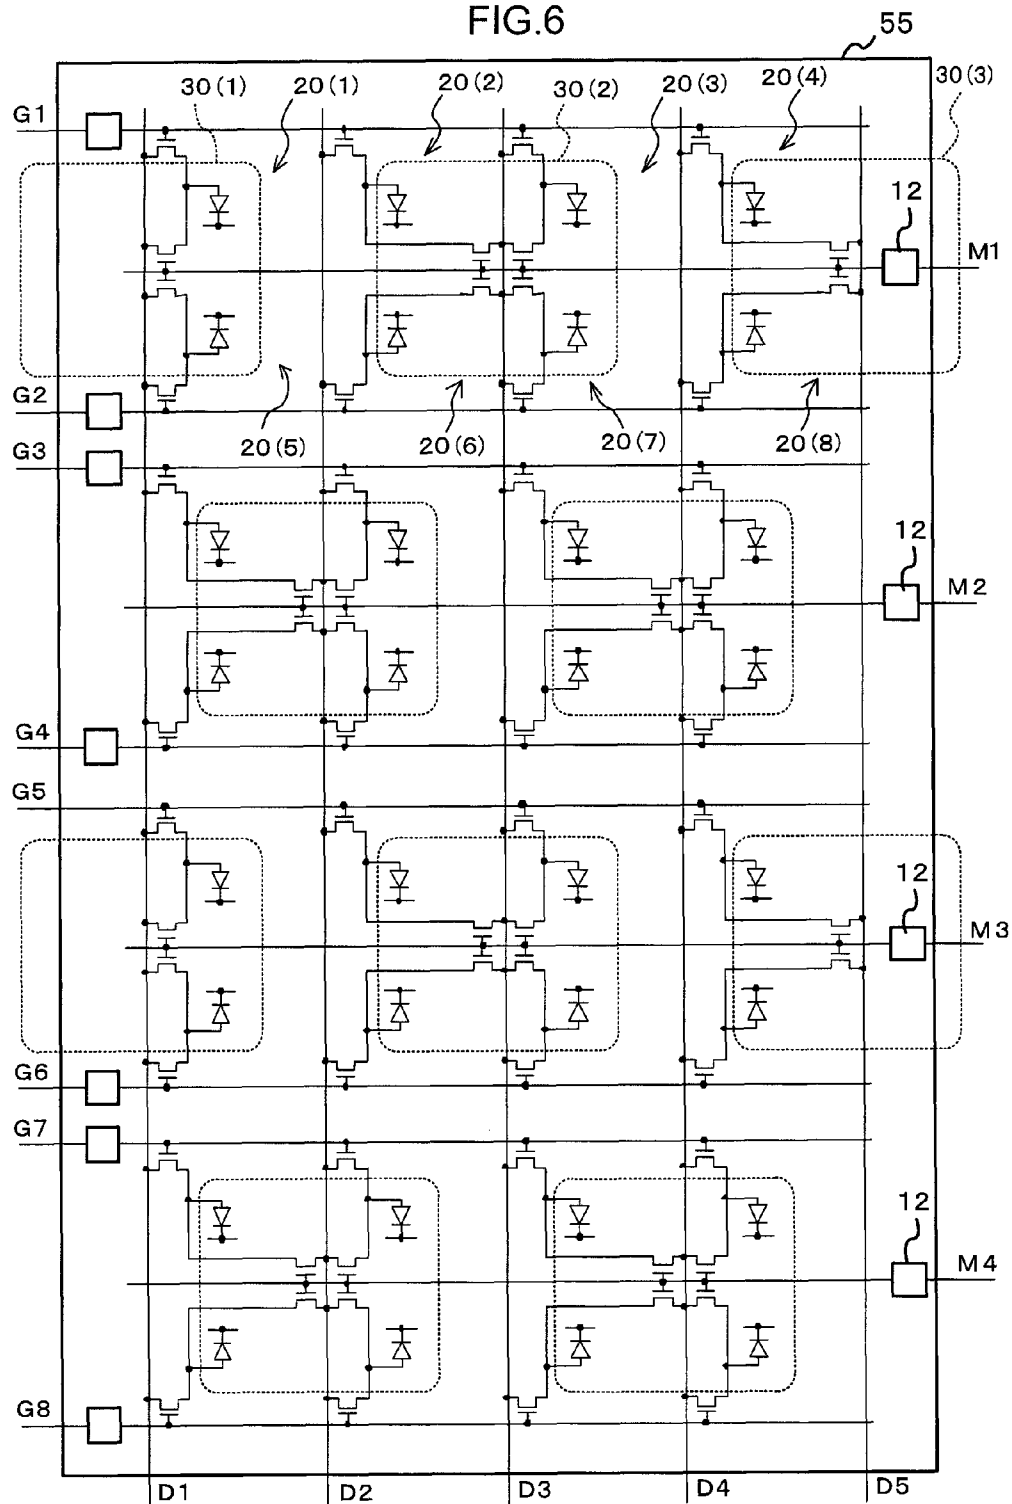 FIG.6
55
30(1) 20(1) 20(2) 30(2) 20(3) 20(4) 30(3)
G1
12
M1
G2
20(5) 20(6) 20(7) 20(8)
G3
12
M2
G4
G5
12
M3
G6
G7
12
M4
G8
D1 D2 D3 D4 D5